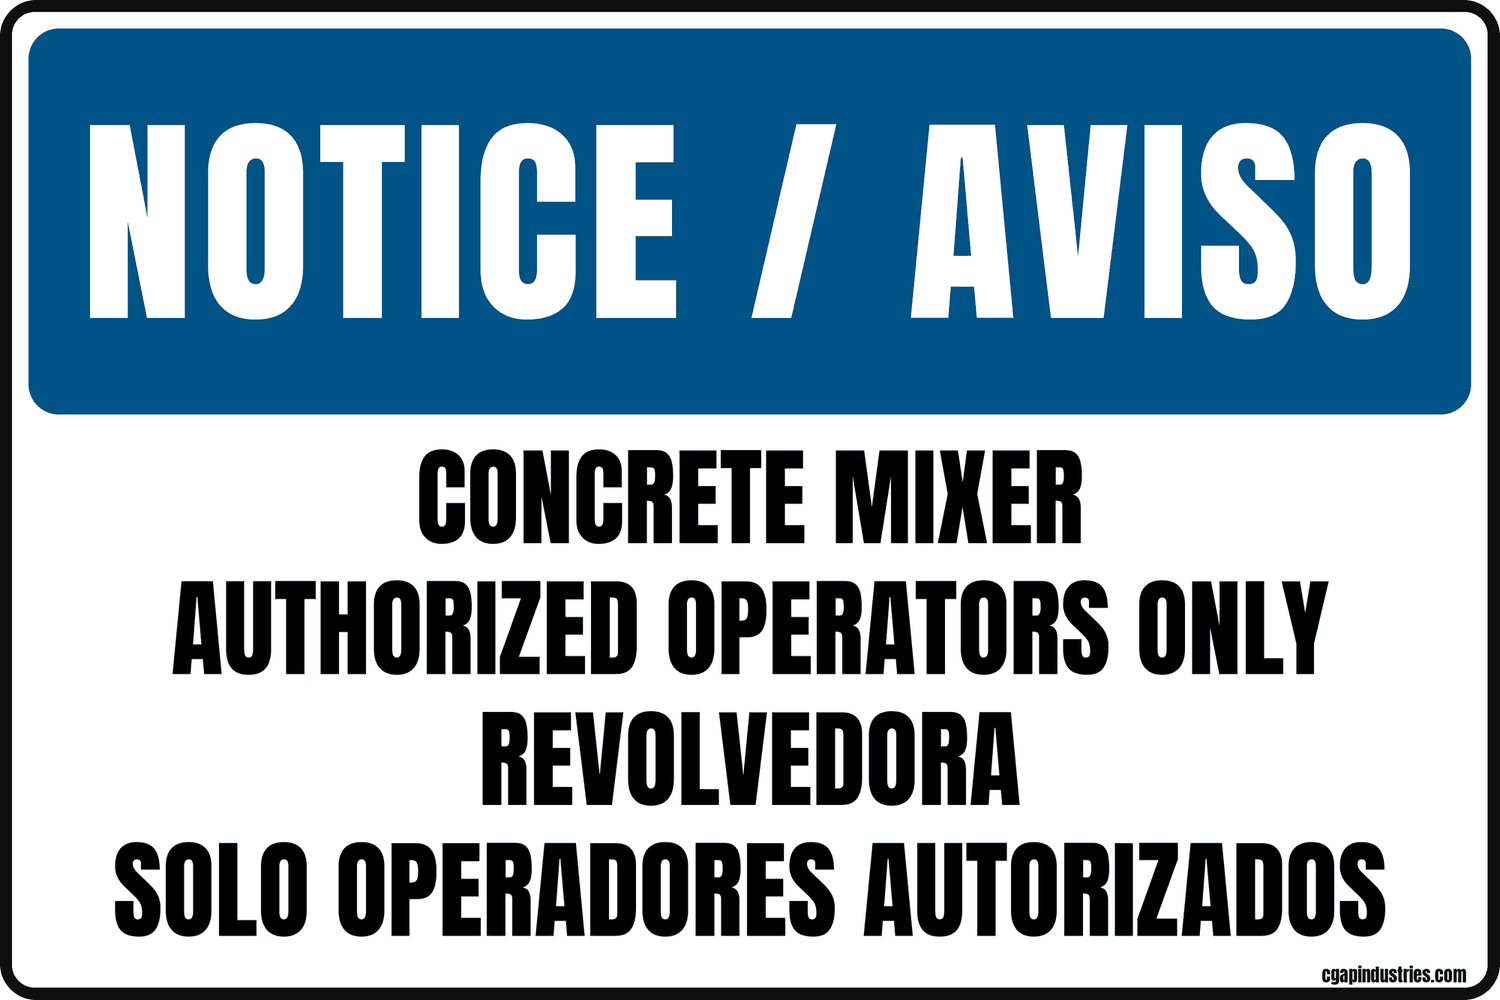 NOTICE / AVISO
CONCRETE MIXER
AUTHORIZED OPERATORS ONLY
REVOLVEDORA
SOLO OPERADORES AUTORIZADOS
cgapindustries.com